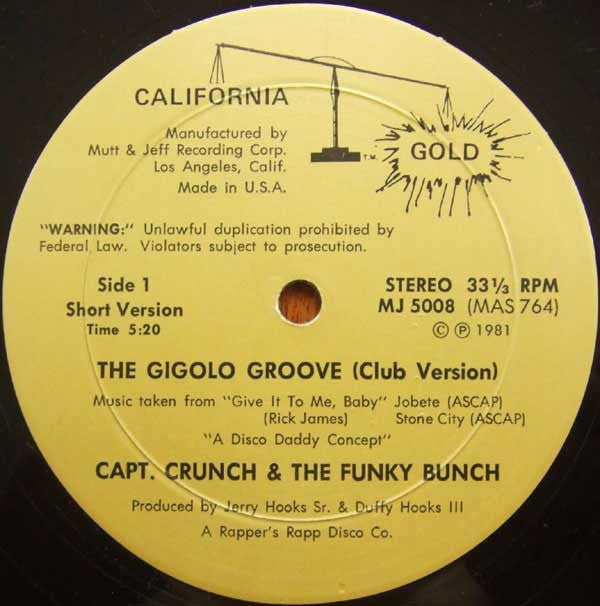 CALIFORNIA
GOLD
T.M.
Manufactured by
Mutt & Jeff Recording Corp.
Los Angeles, Calif.
Made in U.S.A.
"WARNING:" Unlawful duplication prohibited by
Federal Law. Violators subject to prosecution.
Side 1
Short Version
Time 5:20
STEREO 33⅓ RPM
MJ 5008 (MAS 764)
© ℗ 1981
THE GIGOLO GROOVE (Club Version)
Music taken from "Give It To Me, Baby" Jobete (ASCAP)
(Rick James) Stone City (ASCAP)
"A Disco Daddy Concept"
CAPT. CRUNCH & THE FUNKY BUNCH
Produced by Jerry Hooks Sr. & Duffy Hooks III
A Rapper's Rapp Disco Co.